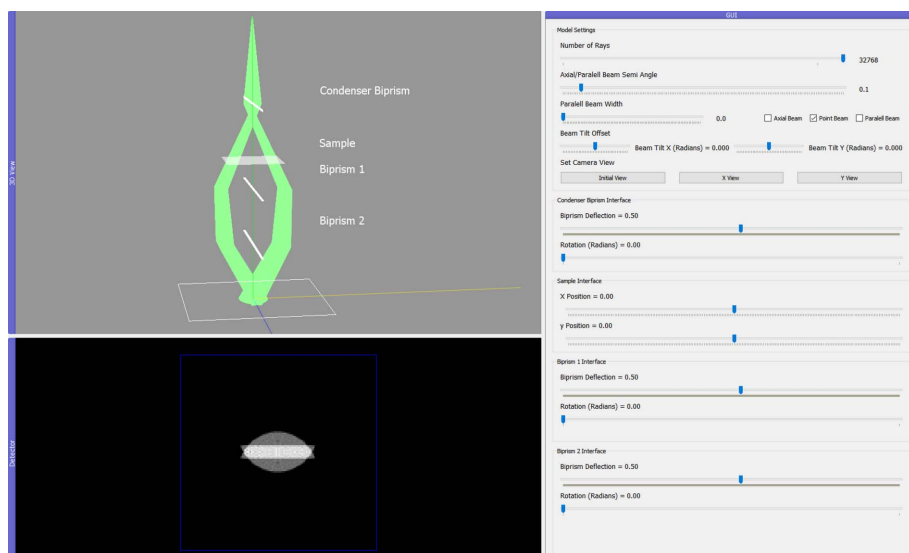 GUI
3D View
Condenser Biprism
Sample
Biprism 1
Biprism 2
Detector
Model Settings
Number of Rays
32768
Axial/Paralell Beam Semi Angle
0.1
Paralell Beam Width
0.0
Axial Beam
Point Beam
Paralell Beam
Beam Tilt Offset
Beam Tilt X (Radians) = 0.000
Beam Tilt Y (Radians) = 0.000
Set Camera View
Initial View
X View
Y View
Condenser Biprism Interface
Biprism Deflection = 0.50
Rotation (Radians) = 0.00
Sample Interface
X Position = 0.00
y Position = 0.00
Biprism 1 Interface
Biprism Deflection = 0.50
Rotation (Radians) = 0.00
Biprism 2 Interface
Biprism Deflection = 0.50
Rotation (Radians) = 0.00